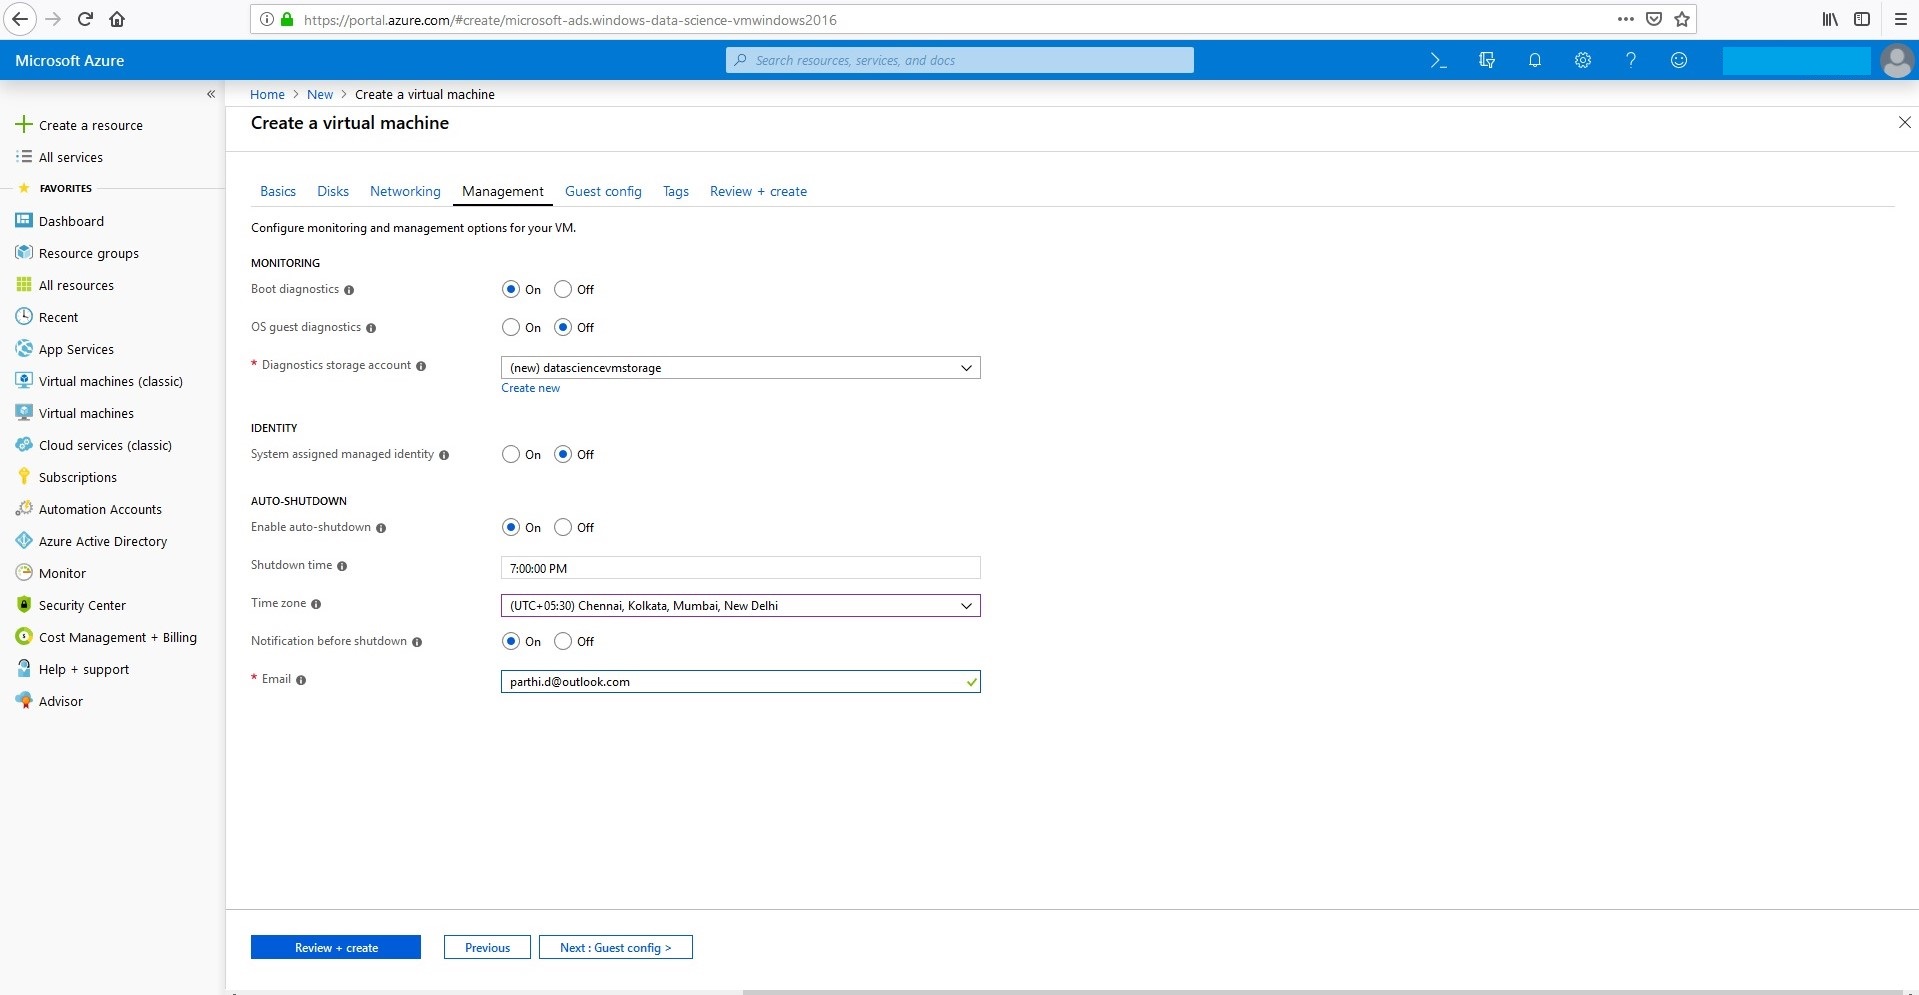 https://portal.azure.com/#create/microsoft-ads.windows-data-science-vmwindows2016
Microsoft Azure
Search resources, services, and docs
Home > New > Create a virtual machine
Create a virtual machine
Create a resource
All services
FAVORITES
Dashboard
Resource groups
All resources
Recent
App Services
Virtual machines (classic)
Virtual machines
Cloud services (classic)
Subscriptions
Automation Accounts
Azure Active Directory
Monitor
Security Center
Cost Management + Billing
Help + support
Advisor
Basics Disks Networking Management Guest config Tags Review + create
Configure monitoring and management options for your VM.
MONITORING
Boot diagnostics On Off
OS guest diagnostics On Off
* Diagnostics storage account (new) datasciencevmstorage
Create new
IDENTITY
System assigned managed identity On Off
AUTO-SHUTDOWN
Enable auto-shutdown On Off
Shutdown time 7:00:00 PM
Time zone (UTC+05:30) Chennai, Kolkata, Mumbai, New Delhi
Notification before shutdown On Off
* Email parthi.d@outlook.com
Review + create Previous Next : Guest config >